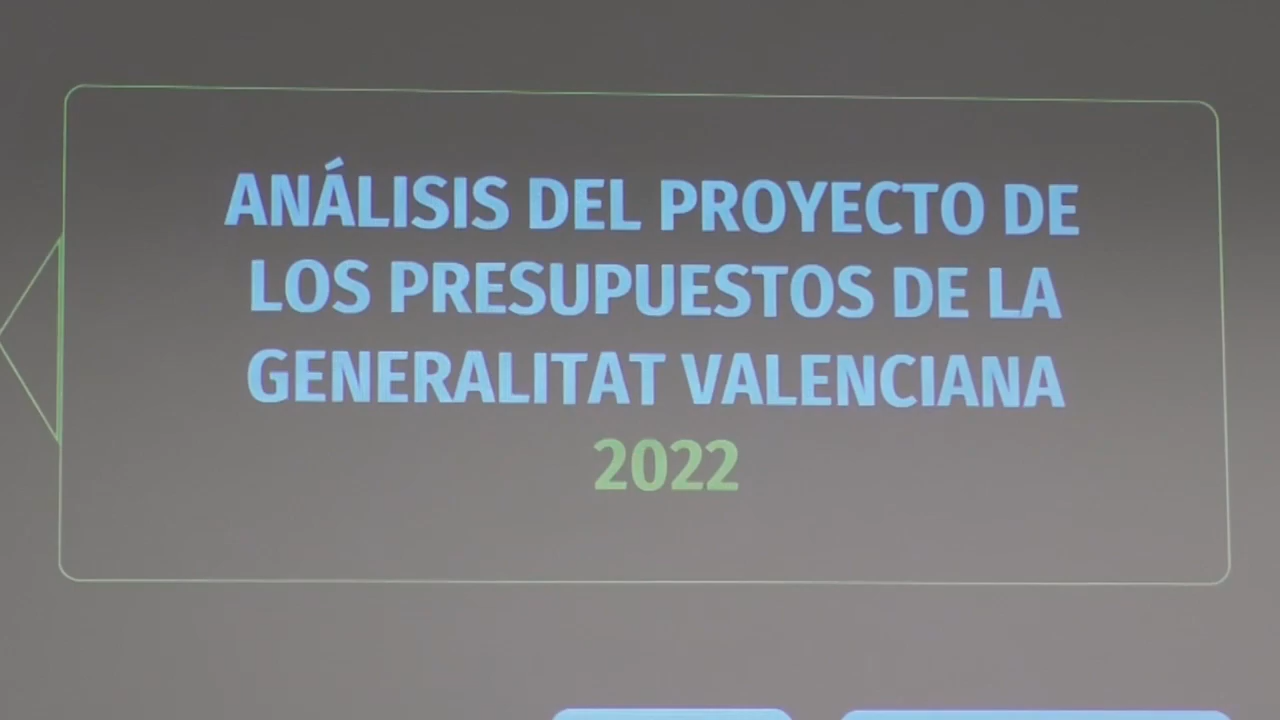 ANÁLISIS DEL PROYECTO DE
LOS PRESUPUESTOS DE LA
GENERALITAT VALENCIANA
2022